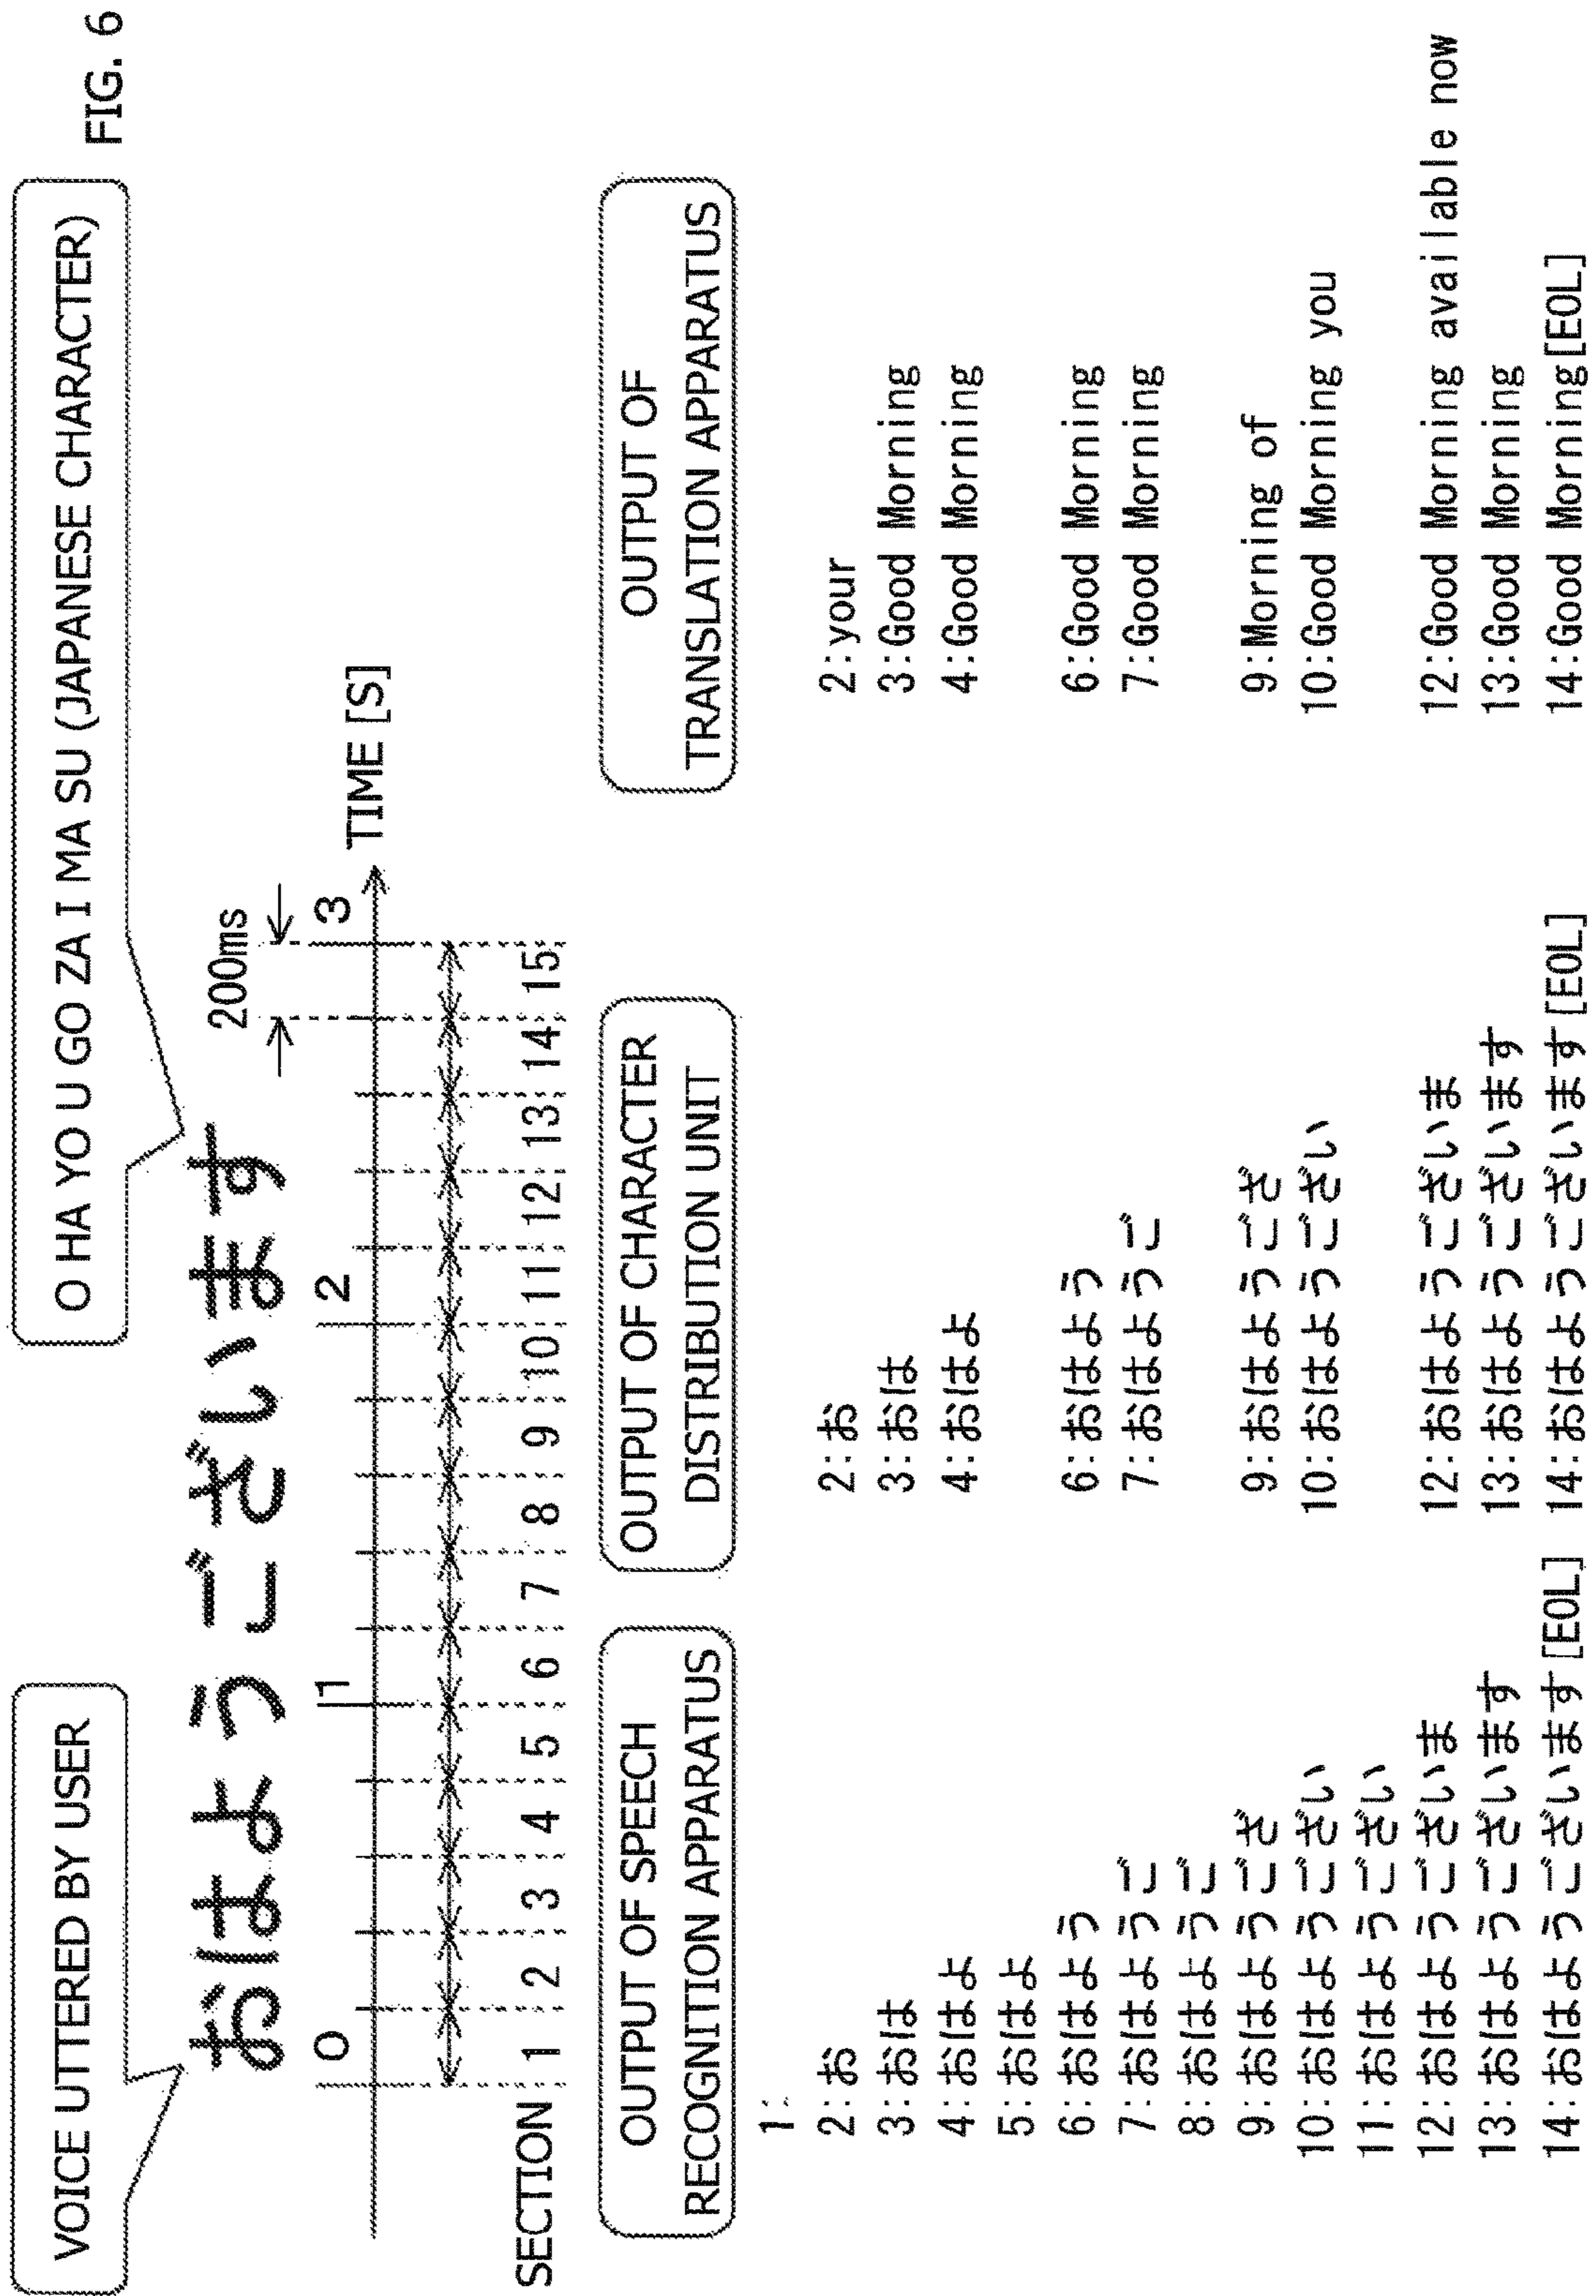 FIG. 6
VOICE UTTERED BY USER
O HA YO U GO ZA I MA SU (JAPANESE CHARACTER)
おはようございます
200ms
0 1 2 3
TIME [S]
SECTION 1 2 3 4 5 6 7 8 9 10 11 12 13 14 15
OUTPUT OF SPEECH
RECOGNITION APPARATUS
1:
2:お
3:おは
4:おはよ
5:おはよ
6:おはよう
7:おはようご
8:おはようご
9:おはようござ
10:おはようござい
11:おはようござい
12:おはようございま
13:おはようございます
14:おはようございます[EOL]
OUTPUT OF CHARACTER
DISTRIBUTION UNIT
2:お
3:おは
4:おはよ
6:おはよう
7:おはようご
9:おはようござ
10:おはようござい
12:おはようございま
13:おはようございます
14:おはようございます[EOL]
OUTPUT OF
TRANSLATION APPARATUS
2:your
3:Good Morning
4:Good Morning
6:Good Morning
7:Good Morning
9:Morning of
10:Good Morning you
12:Good Morning available now
13:Good Morning
14:Good Morning[EOL]